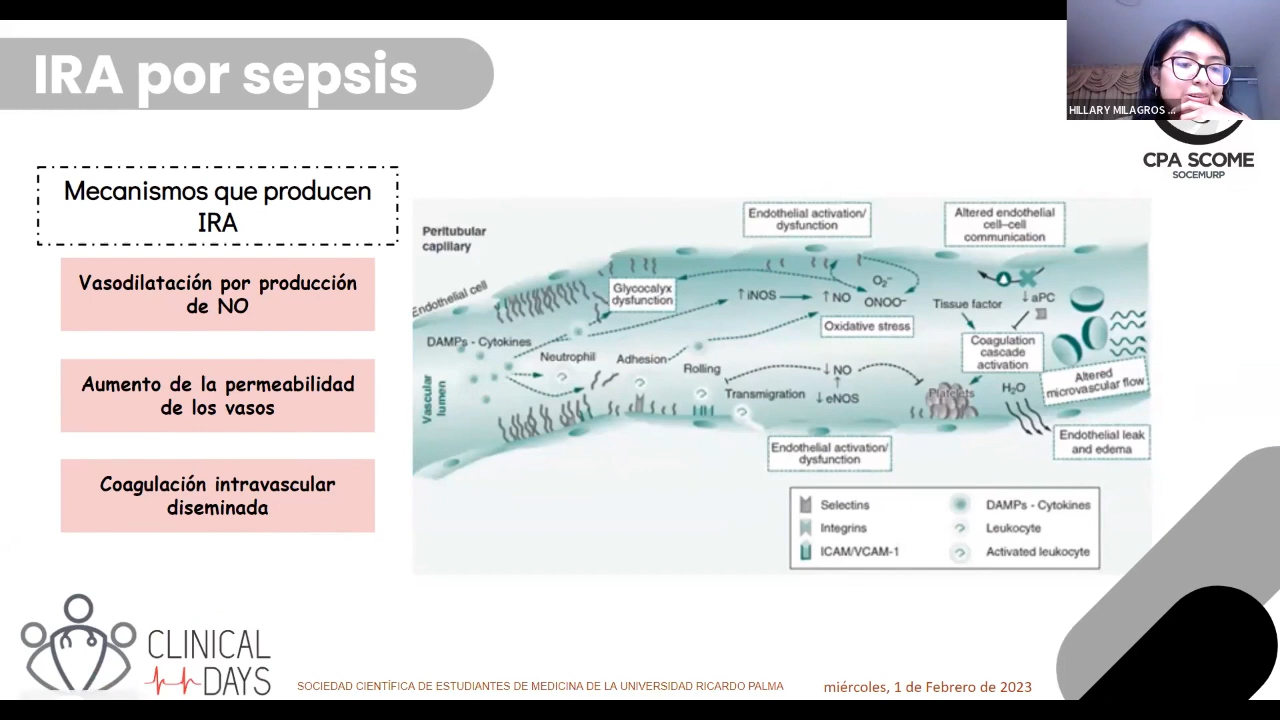 IRA por sepsis
HILLARY MILAGROS ...
CPA SCOME
SOCEMURP
Mecanismos que producen
IRA
Vasodilatación por producción
de NO
Aumento de la permeabilidad
de los vasos
Coagulación intravascular
diseminada
Peritubular
capillary
Endothelial activation/
dysfunction
Altered endothelial
cell–cell
communication
Endothelial cell
Glycocalyx
dysfunction
↑ iNOS
↑ NO
O₂⁻
ONOO⁻
Oxidative stress
Tissue factor
↓ aPC
Coagulation
cascade
activation
DAMPs - Cytokines
Neutrophil
Adhesion
Rolling
Transmigration
↓ NO
↑
↓ eNOS
Platelets
H₂O
Altered
microvascular flow
Vascular
lumen
Endothelial activation/
dysfunction
Endothelial leak
and edema
Selectins
Integrins
ICAM/VCAM-1
DAMPs - Cytokines
Leukocyte
Activated leukocyte
CLINICAL
DAYS
SOCIEDAD CIENTÍFICA DE ESTUDIANTES DE MEDICINA DE LA UNIVERSIDAD RICARDO PALMA
miércoles, 1 de Febrero de 2023